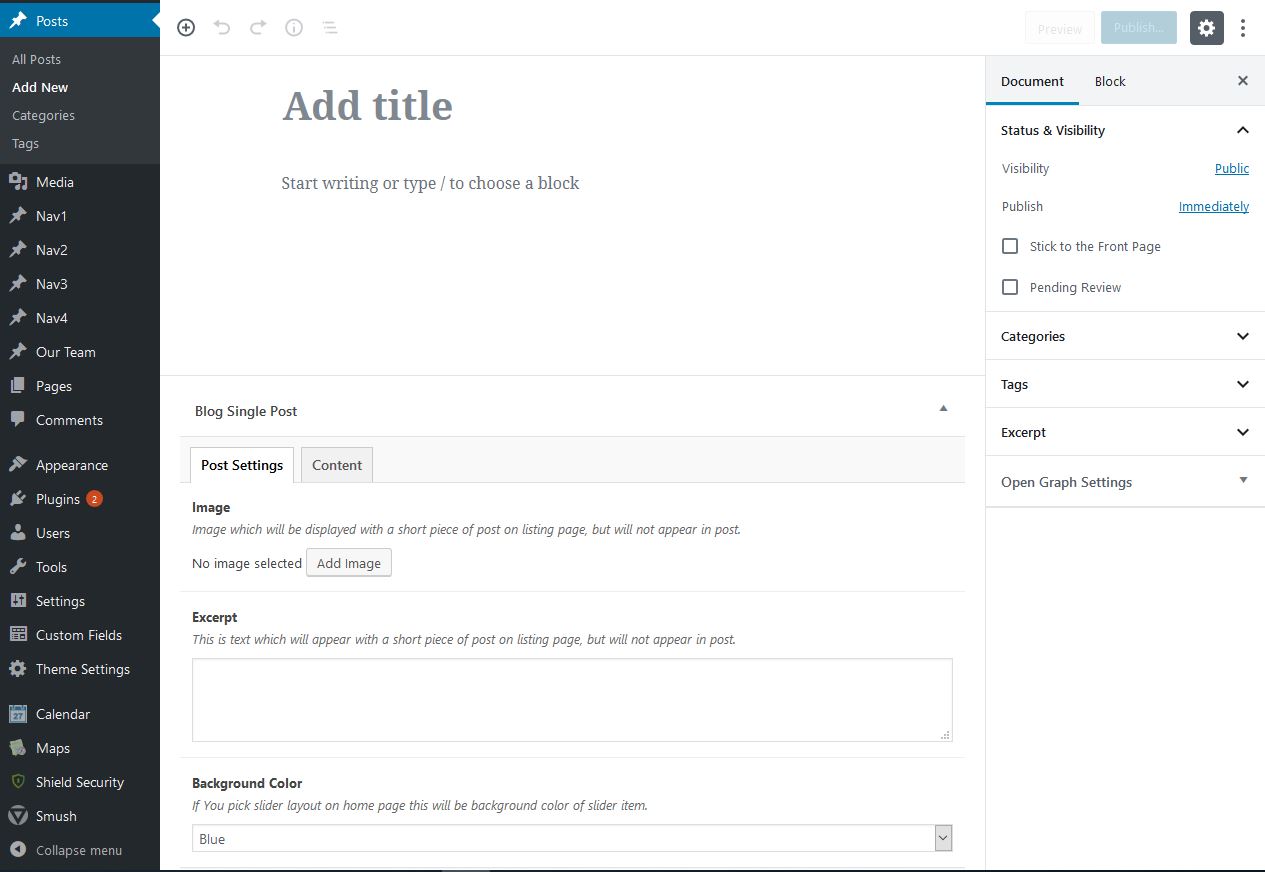 Posts
All Posts
Add New
Categories
Tags
Media
Nav1
Nav2
Nav3
Nav4
Our Team
Pages
Comments
Appearance
Plugins 2
Users
Tools
Settings
Custom Fields
Theme Settings
27 Calendar
Maps
Shield Security
Smush
Collapse menu
Preview
Publish...
Add title
Start writing or type / to choose a block
Blog Single Post
Post Settings Content
Image
Image which will be displayed with a short piece of post on listing page, but will not appear in post.
No image selected Add Image
Excerpt
This is text which will appear with a short piece of post on listing page, but will not appear in post.
Background Color
If You pick slider layout on home page this will be background color of slider item.
Blue
Document Block
Status & Visibility
Visibility Public
Publish Immediately
Stick to the Front Page
Pending Review
Categories
Tags
Excerpt
Open Graph Settings